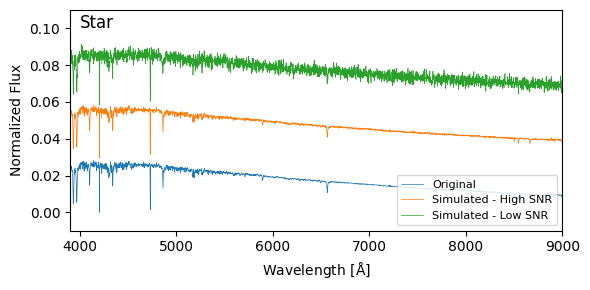 Star
Normalized Flux
0.10
0.08
0.06
0.04
0.02
0.00
Original
Simulated - High SNR
Simulated - Low SNR
4000 5000 6000 7000 8000 9000
Wavelength [Å]